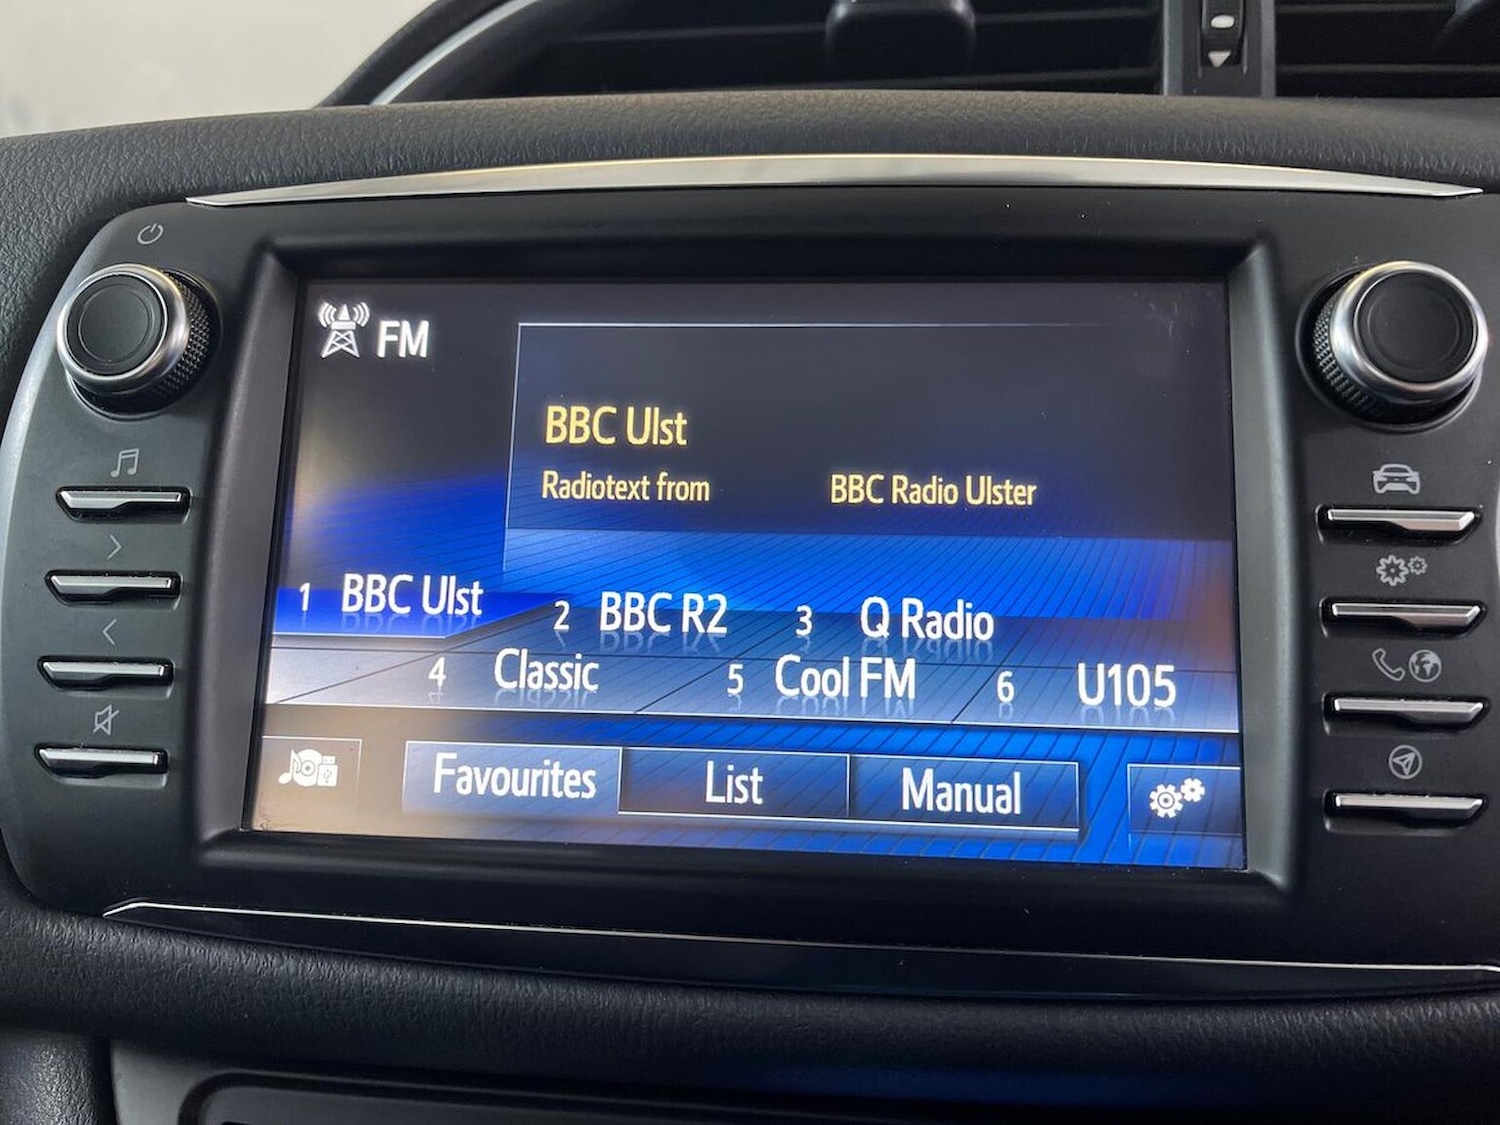 FM
BBC Ulst
Radiotext from BBC Radio Ulster
1 BBC Ulst 2 BBC R2 3 Q Radio
4 Classic 5 Cool FM 6 U105
Favourites List Manual